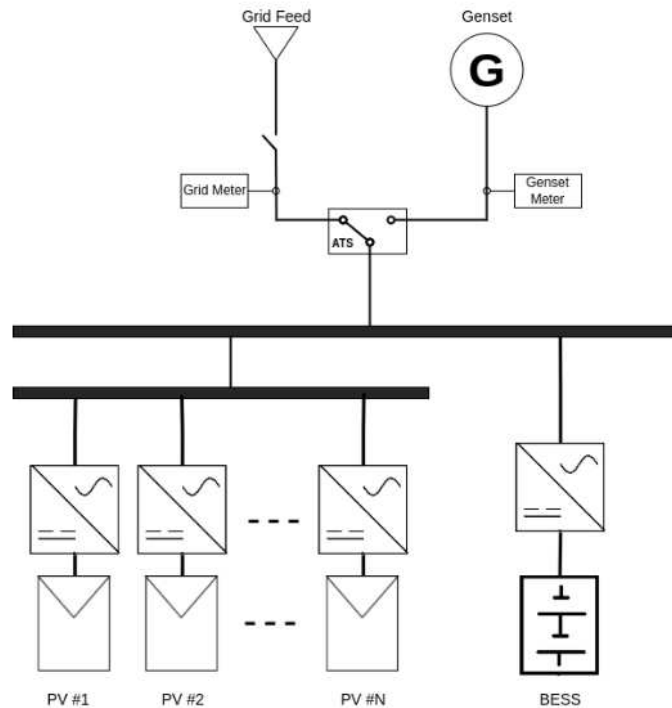 Grid Feed
Genset
G
Grid Meter
Genset
Meter
ATS
PV #1
PV #2
PV #N
BESS